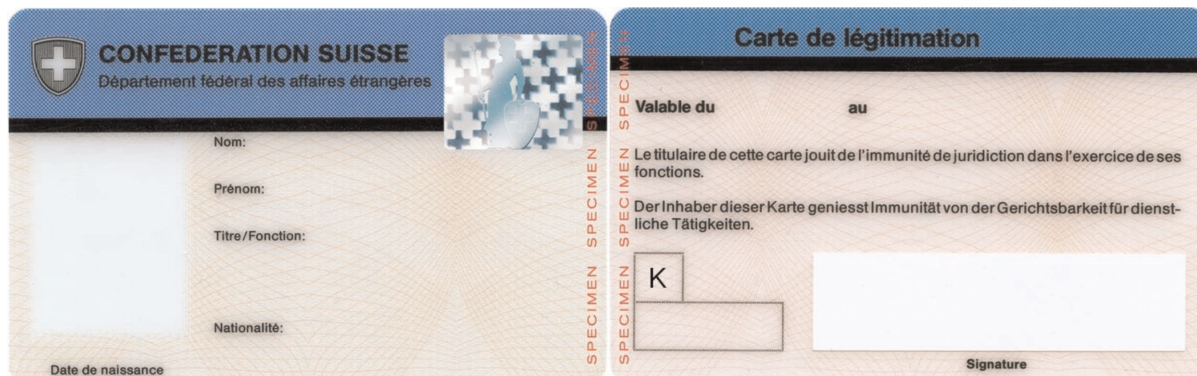 CONFEDERATION SUISSE
Département fédéral des affaires étrangères
Nom:
Prénom:
Titre/Fonction:
Nationalité:
Date de naissance
SPECIMEN SPECIMEN SPECIMEN
Carte de légitimation
Valable du au
Le titulaire de cette carte jouit de l'immunité de juridiction dans l'exercice de ses
fonctions.
Der Inhaber dieser Karte geniesst Immunität von der Gerichtsbarkeit für dienst-
liche Tätigkeiten.
K
Signature
SPECIMEN SPECIMEN SPECIMEN